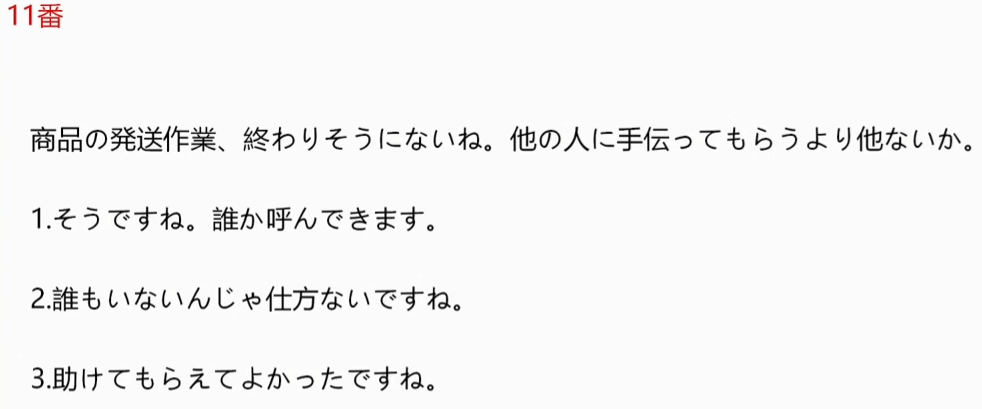 11番
商品の発送作業、終わりそうにないね。他の人に手伝ってもらうより他ないか。
1.そうですね。誰か呼んできます。
2.誰もいないんじゃ仕方ないですね。
3.助けてもらえてよかったですね。